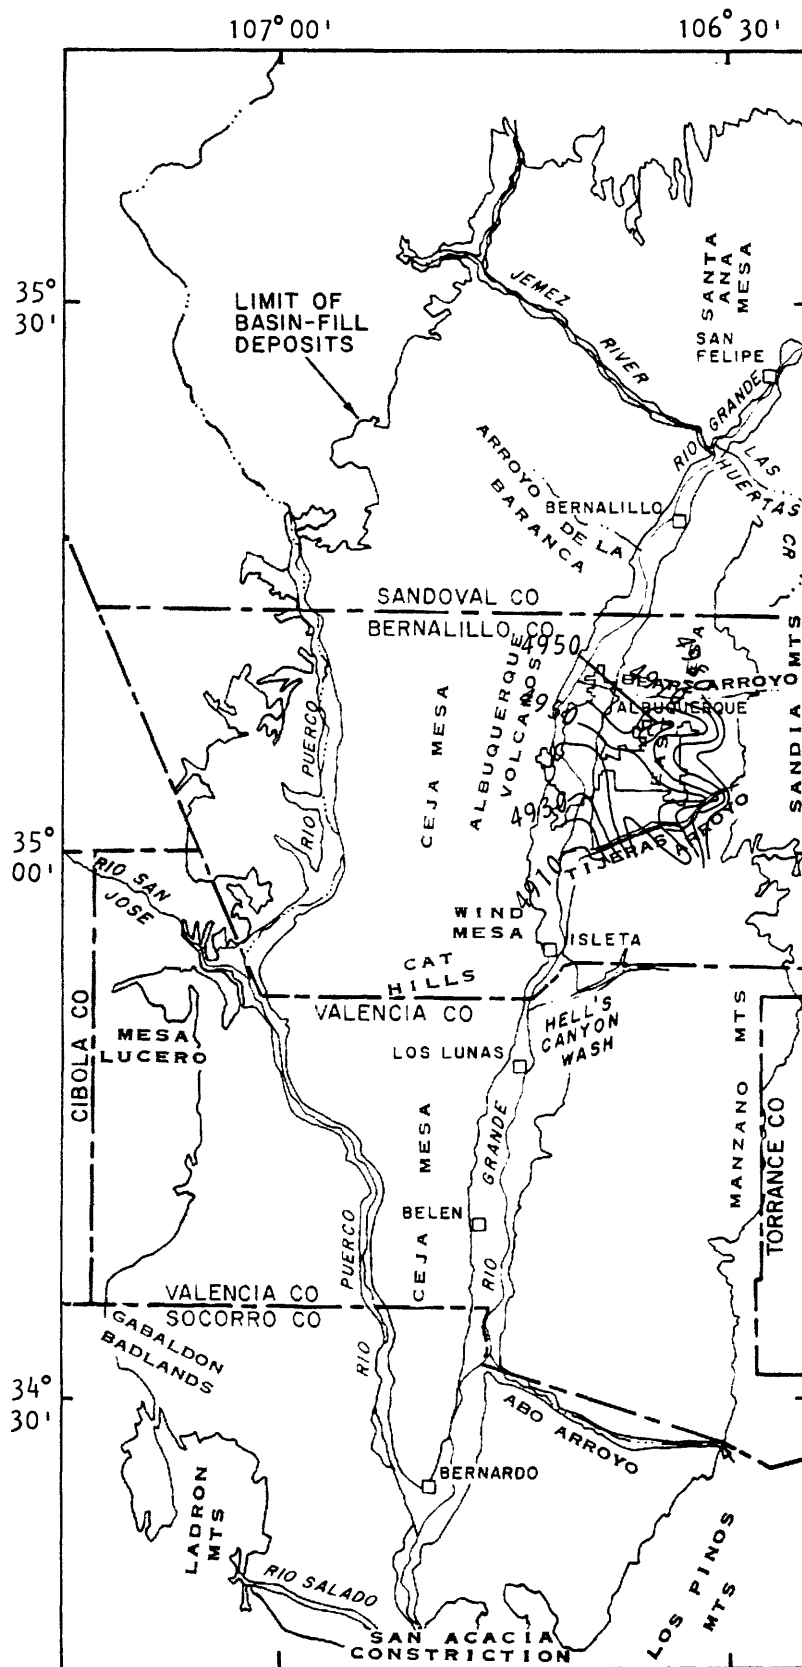 107° 00'
106° 30'
35°
30'
LIMIT OF
BASIN-FILL
DEPOSITS
JEMEZ
RIVER
SANTA
ANA
MESA
SAN
FELIPE
RIO GRANDE
LAS
HUERTAS CR
ARROYO
DE LA
BARANCA
BERNALILLO
SANDOVAL CO
BERNALILLO CO
4950
BEAR ARROYO
ALBUQUERQUE
ALBUQUERQUE
VOLCANOS
CEJA MESA
RIO PUERCO
SANDIA MTS
4930
4910
TIJERAS ARROYO
35°
00'
RIO SAN
JOSE
WIND
MESA
ISLETA
CAT
HILLS
VALENCIA CO
HELL'S
CANYON
WASH
MESA
LUCERO
CIBOLA CO
LOS LUNAS
MANZANO MTS
TORRANCE CO
CEJA MESA
RIO GRANDE
BELEN
RIO PUERCO
VALENCIA CO
SOCORRO CO
GABALDON
BADLANDS
34°
30'
ABO ARROYO
BERNARDO
LADRON
MTS
RIO SALADO
LOS PINOS
MTS
SAN ACACIA
CONSTRICTION